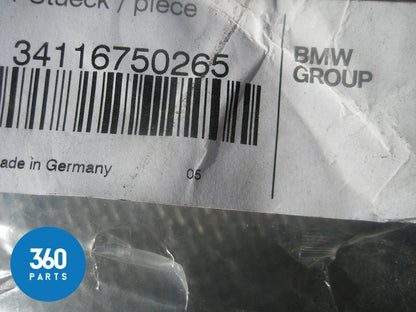 Stueck / piece
34116750265
BMW
GROUP
ade in Germany
05
360
PARTS